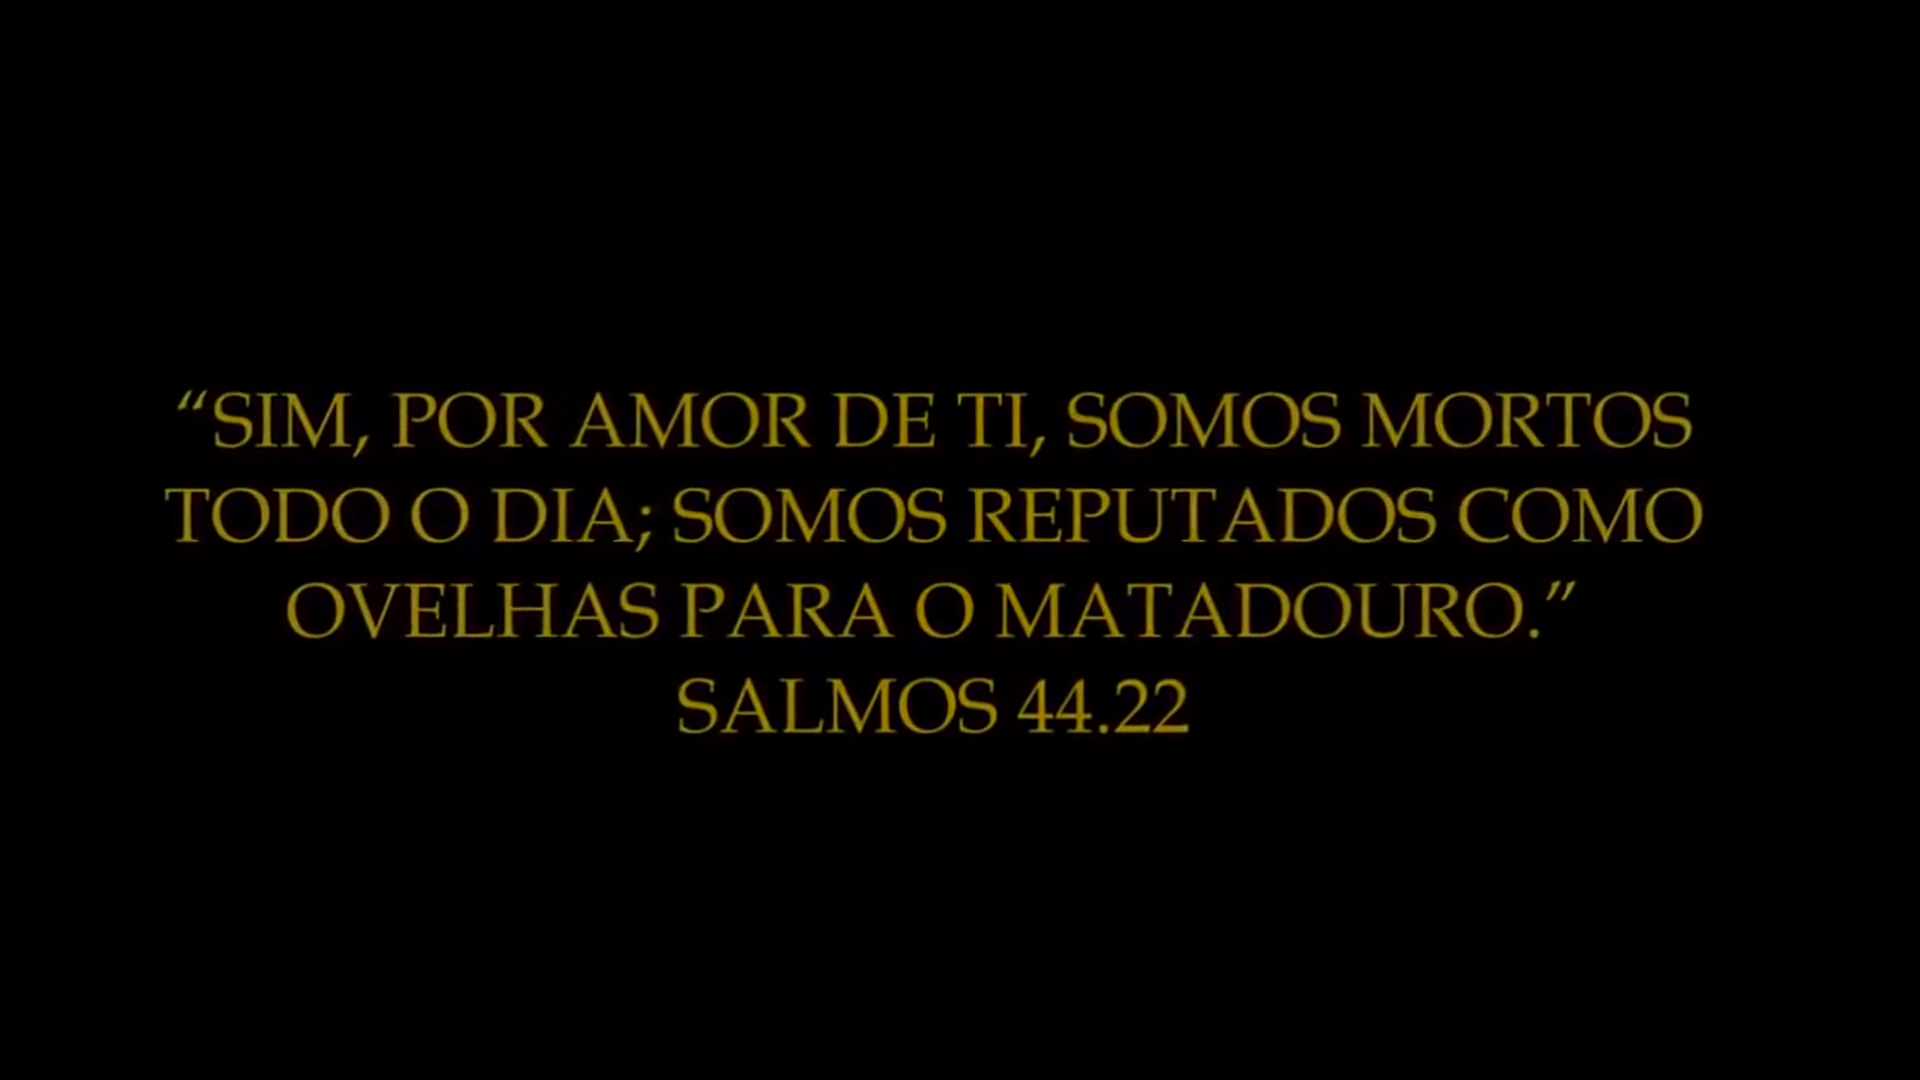 “SIM, POR AMOR DE TI, SOMOS MORTOS
TODO O DIA; SOMOS REPUTADOS COMO
OVELHAS PARA O MATADOURO.”
SALMOS 44.22